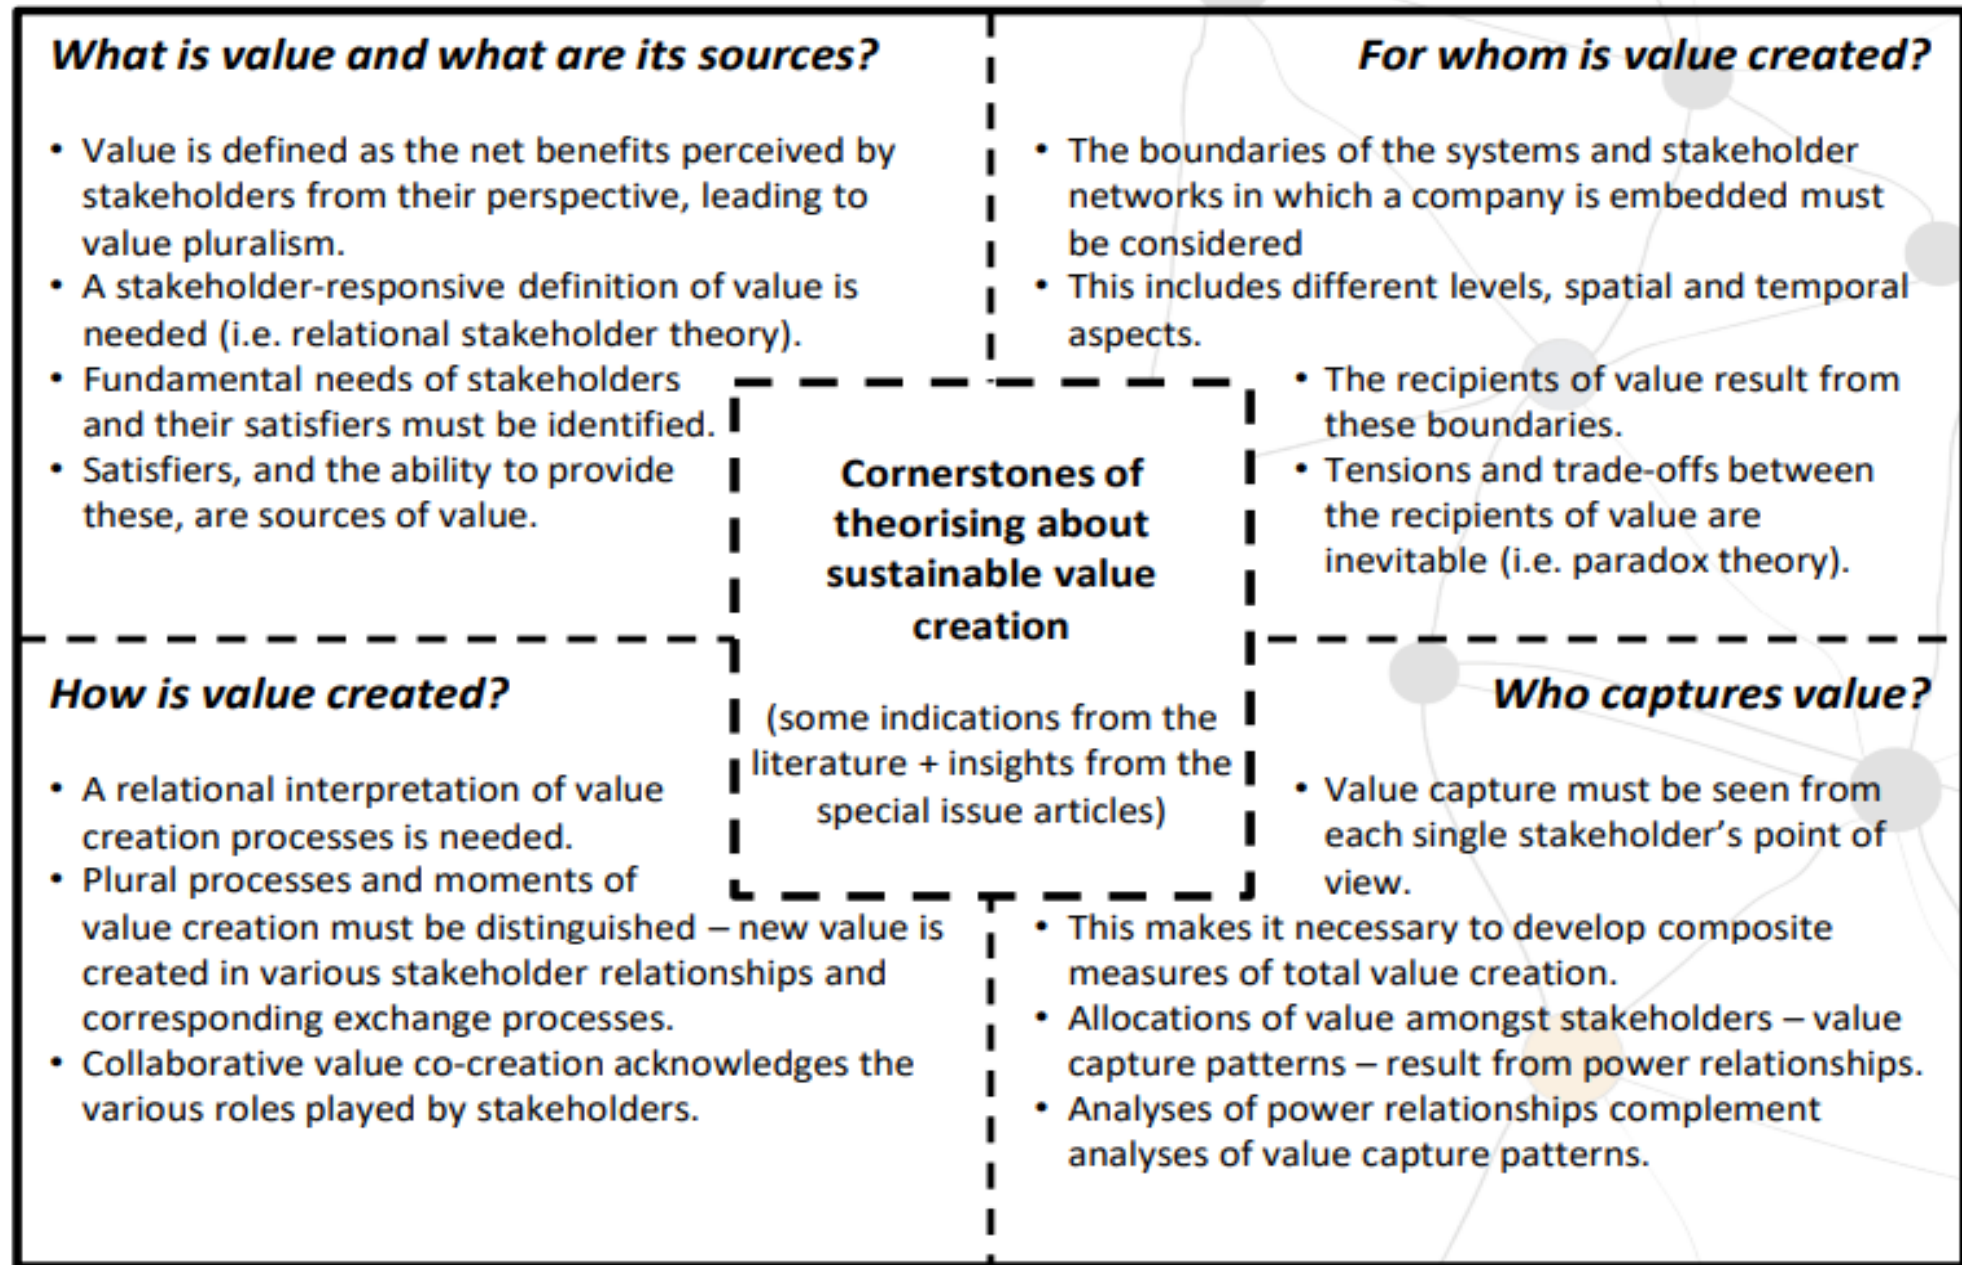 What is value and what are its sources?
• Value is defined as the net benefits perceived by
stakeholders from their perspective, leading to
value pluralism.
• A stakeholder-responsive definition of value is
needed (i.e. relational stakeholder theory).
• Fundamental needs of stakeholders
and their satisfiers must be identified.
• Satisfiers, and the ability to provide
these, are sources of value.
For whom is value created?
• The boundaries of the systems and stakeholder
networks in which a company is embedded must
be considered
• This includes different levels, spatial and temporal
aspects.
• The recipients of value result from
these boundaries.
• Tensions and trade-offs between
the recipients of value are
inevitable (i.e. paradox theory).
Cornerstones of
theorising about
sustainable value
creation
(some indications from the
literature + insights from the
special issue articles)
How is value created?
• A relational interpretation of value
creation processes is needed.
• Plural processes and moments of
value creation must be distinguished – new value is
created in various stakeholder relationships and
corresponding exchange processes.
• Collaborative value co-creation acknowledges the
various roles played by stakeholders.
Who captures value?
• Value capture must be seen from
each single stakeholder’s point of
view.
• This makes it necessary to develop composite
measures of total value creation.
• Allocations of value amongst stakeholders – value
capture patterns – result from power relationships.
• Analyses of power relationships complement
analyses of value capture patterns.